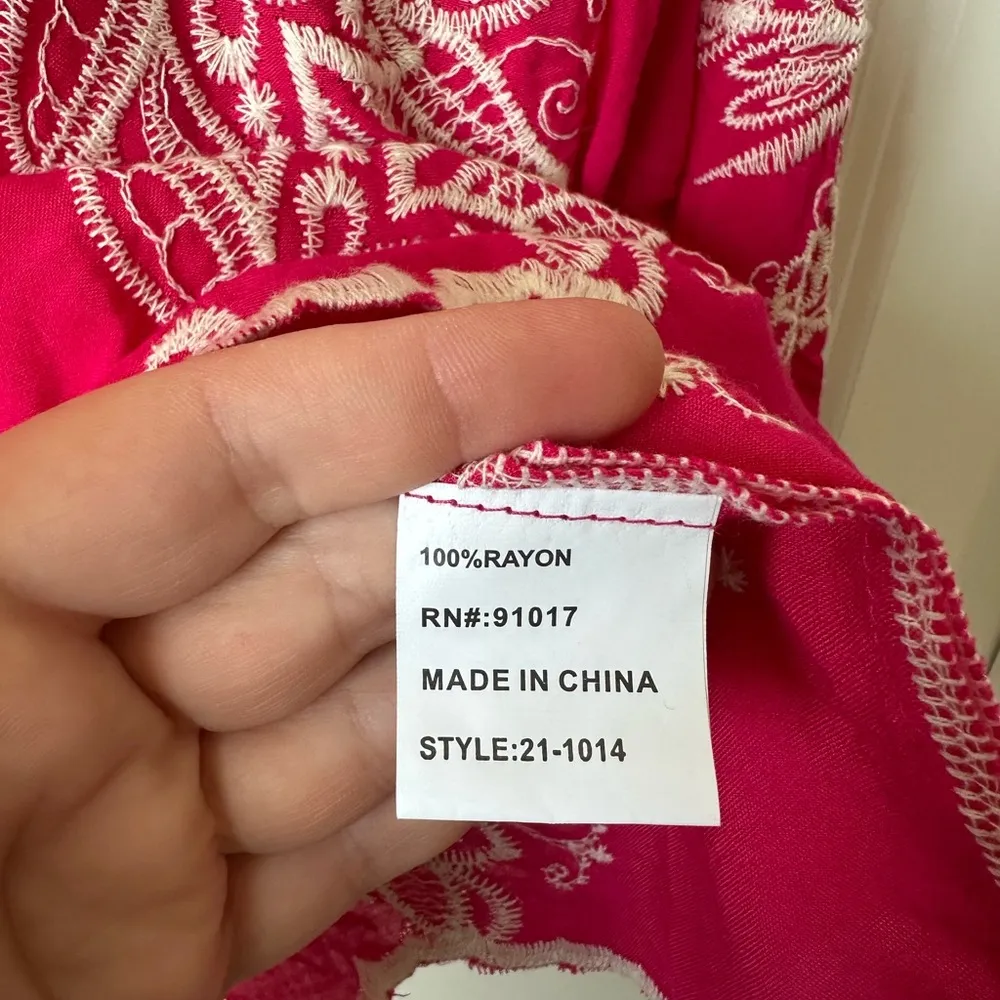 100%RAYON
RN#:91017
MADE IN CHINA
STYLE:21-1014